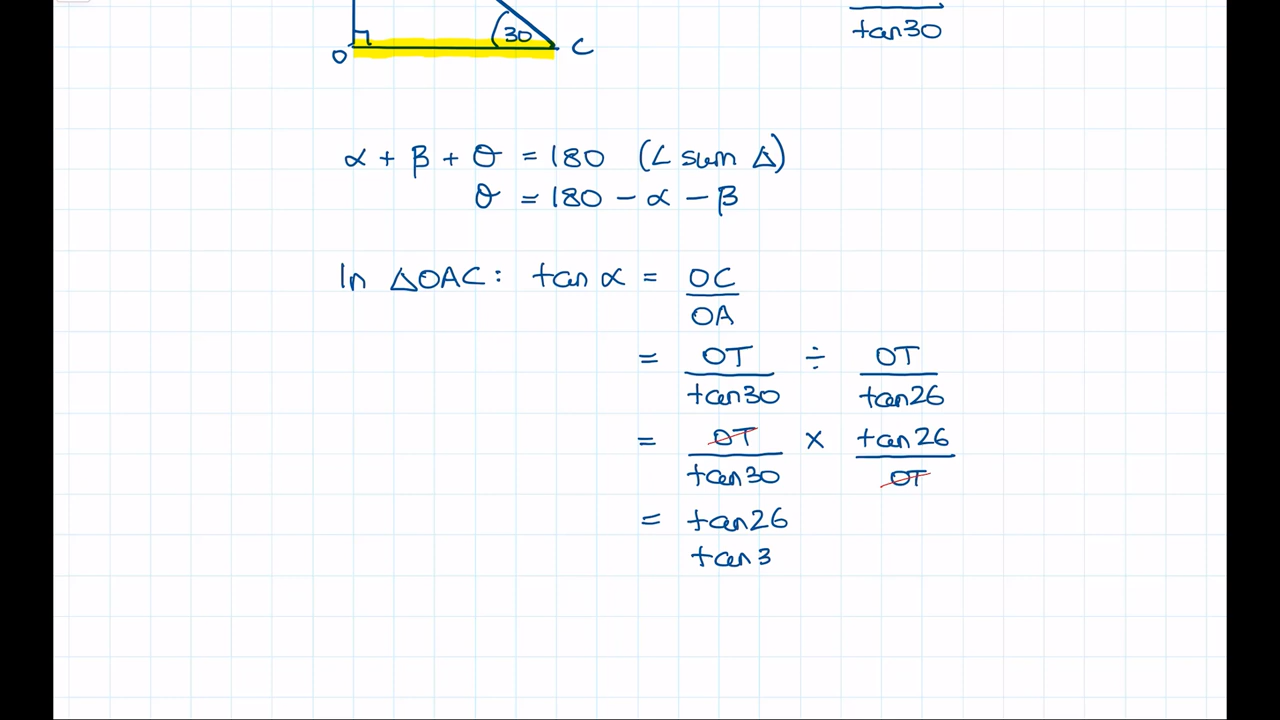 30
O C
tan30
α + β + θ = 180 (∠ sum Δ)
θ = 180 - α - β
In ΔOAC: tan α = OC
OA
= OT ÷ OT
tan30 tan26
= OT × tan26
tan30 OT
= tan26
tan3